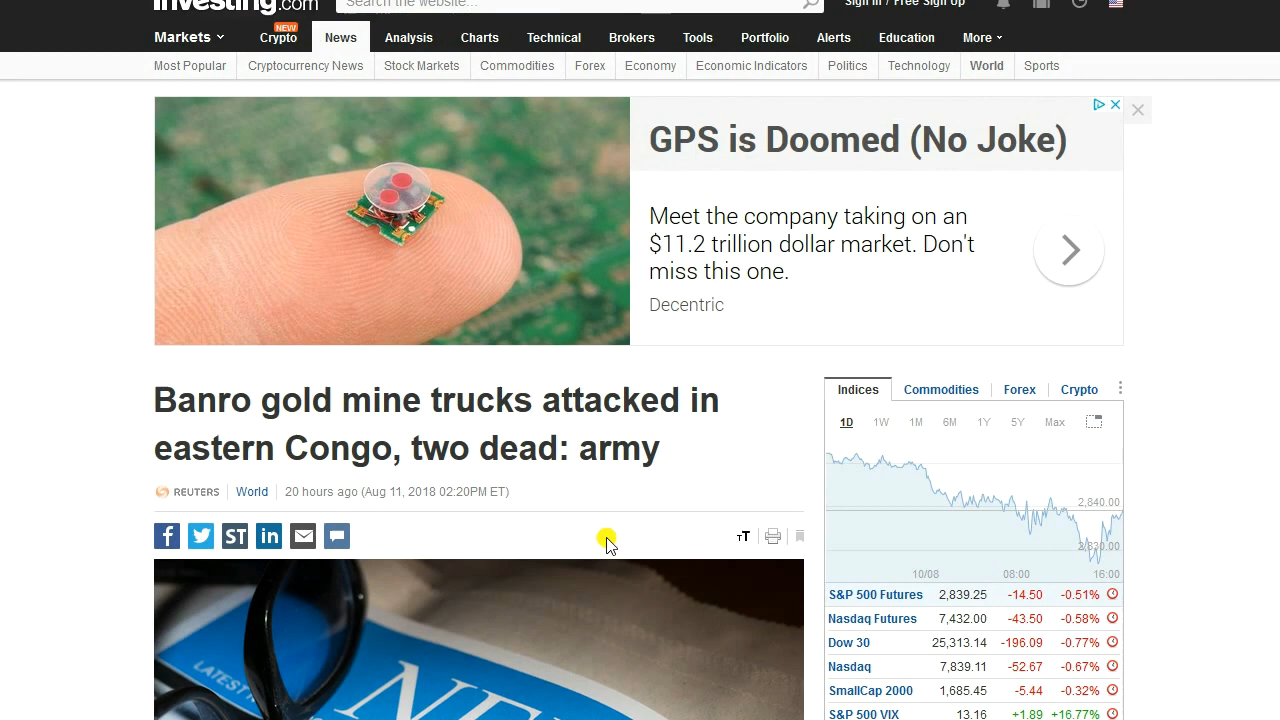 Investing.com
Search the website...
Sign In / Free Sign Up
Markets
NEW
Crypto
News
Analysis
Charts
Technical
Brokers
Tools
Portfolio
Alerts
Education
More
Most Popular
Cryptocurrency News
Stock Markets
Commodities
Forex
Economy
Economic Indicators
Politics
Technology
World
Sports
GPS is Doomed (No Joke)
Meet the company taking on an
$11.2 trillion dollar market. Don't
miss this one.
Decentric
Banro gold mine trucks attacked in
eastern Congo, two dead: army
REUTERS World 20 hours ago (Aug 11, 2018 02:20PM ET)
f ST in
TT
LATEST
NE
Indices Commodities Forex Crypto
1D 1W 1M 6M 1Y 5Y Max
2,840.00
2,830.00
10/08 08:00 16:00
S&P 500 Futures 2,839.25 -14.50 -0.51%
Nasdaq Futures 7,432.00 -43.50 -0.58%
Dow 30 25,313.14 -196.09 -0.77%
Nasdaq 7,839.11 -52.67 -0.67%
SmallCap 2000 1,685.45 -5.44 -0.32%
S&P 500 VIX 13.16 +1.89 +16.77%